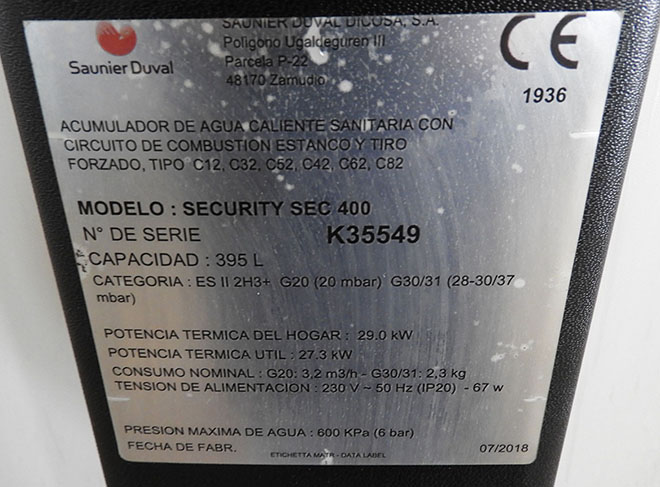 Saunier Duval
SAUNIER DUVAL DICOSA, S.A.
Poligono Ugaldeguren III
Parcela P-22
48170 Zamudio
CE
1936
ACUMULADOR DE AGUA CALIENTE SANITARIA CON
CIRCUITO DE COMBUSTION ESTANCO Y TIRO
FORZADO, TIPO C12, C32, C52, C42, C62, C82
MODELO : SECURITY SEC 400
N° DE SERIE K35549
CAPACIDAD : 395 L
CATEGORIA : ES II 2H3+ G20 (20 mbar) G30/31 (28-30/37
mbar)
POTENCIA TERMICA DEL HOGAR : 29.0 kW
POTENCIA TERMICA UTIL : 27.3 kW
CONSUMO NOMINAL : G20: 3,2 m3/h - G30/31: 2,3 kg
TENSION DE ALIMENTACION : 230 V ~ 50 Hz (IP20) - 67 w
PRESION MAXIMA DE AGUA : 600 KPa (6 bar)
FECHA DE FABR. 07/2018
ETICHETTA MATR - DATA LABEL